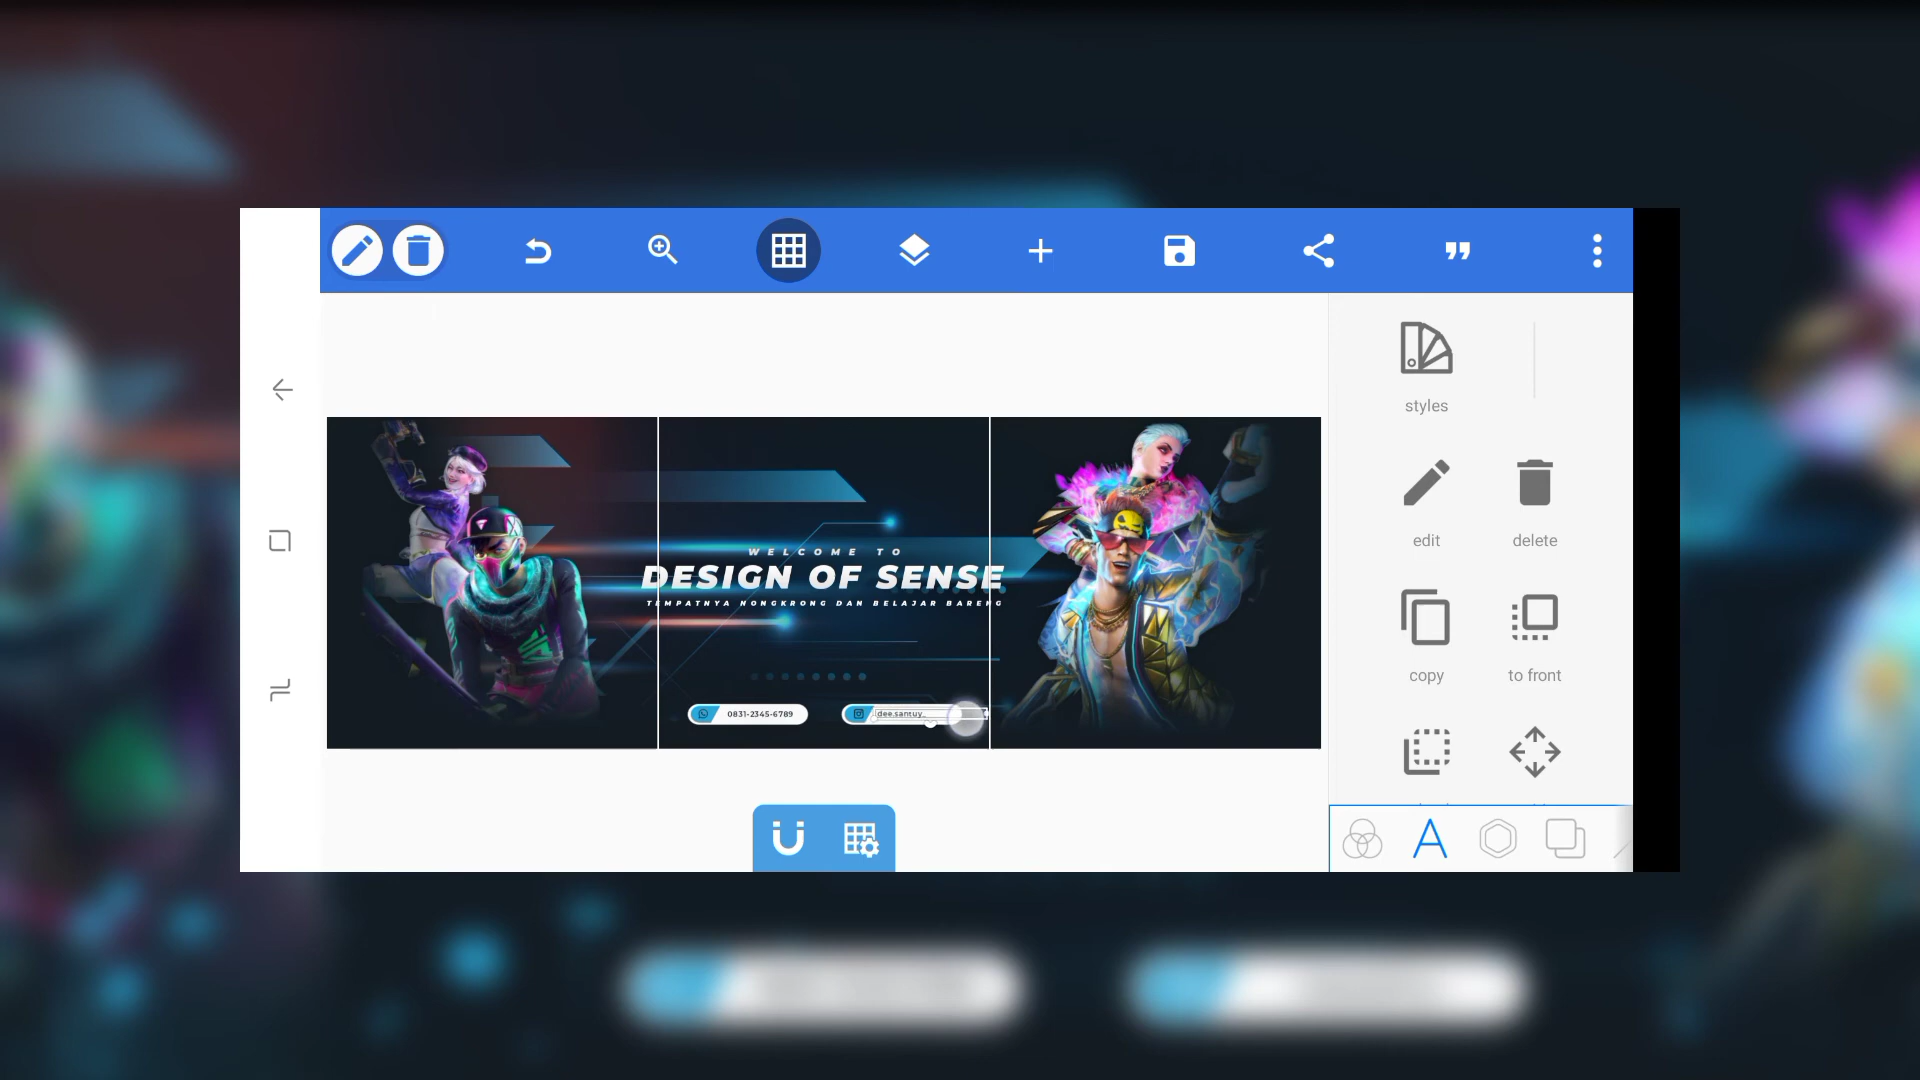 styles
edit
delete
copy
to front
WELCOME TO
DESIGN OF SENSE
TEMPATNYA NONGKRONG DAN BELAJAR BARENG
0831-2345-6789
dee.santuy_